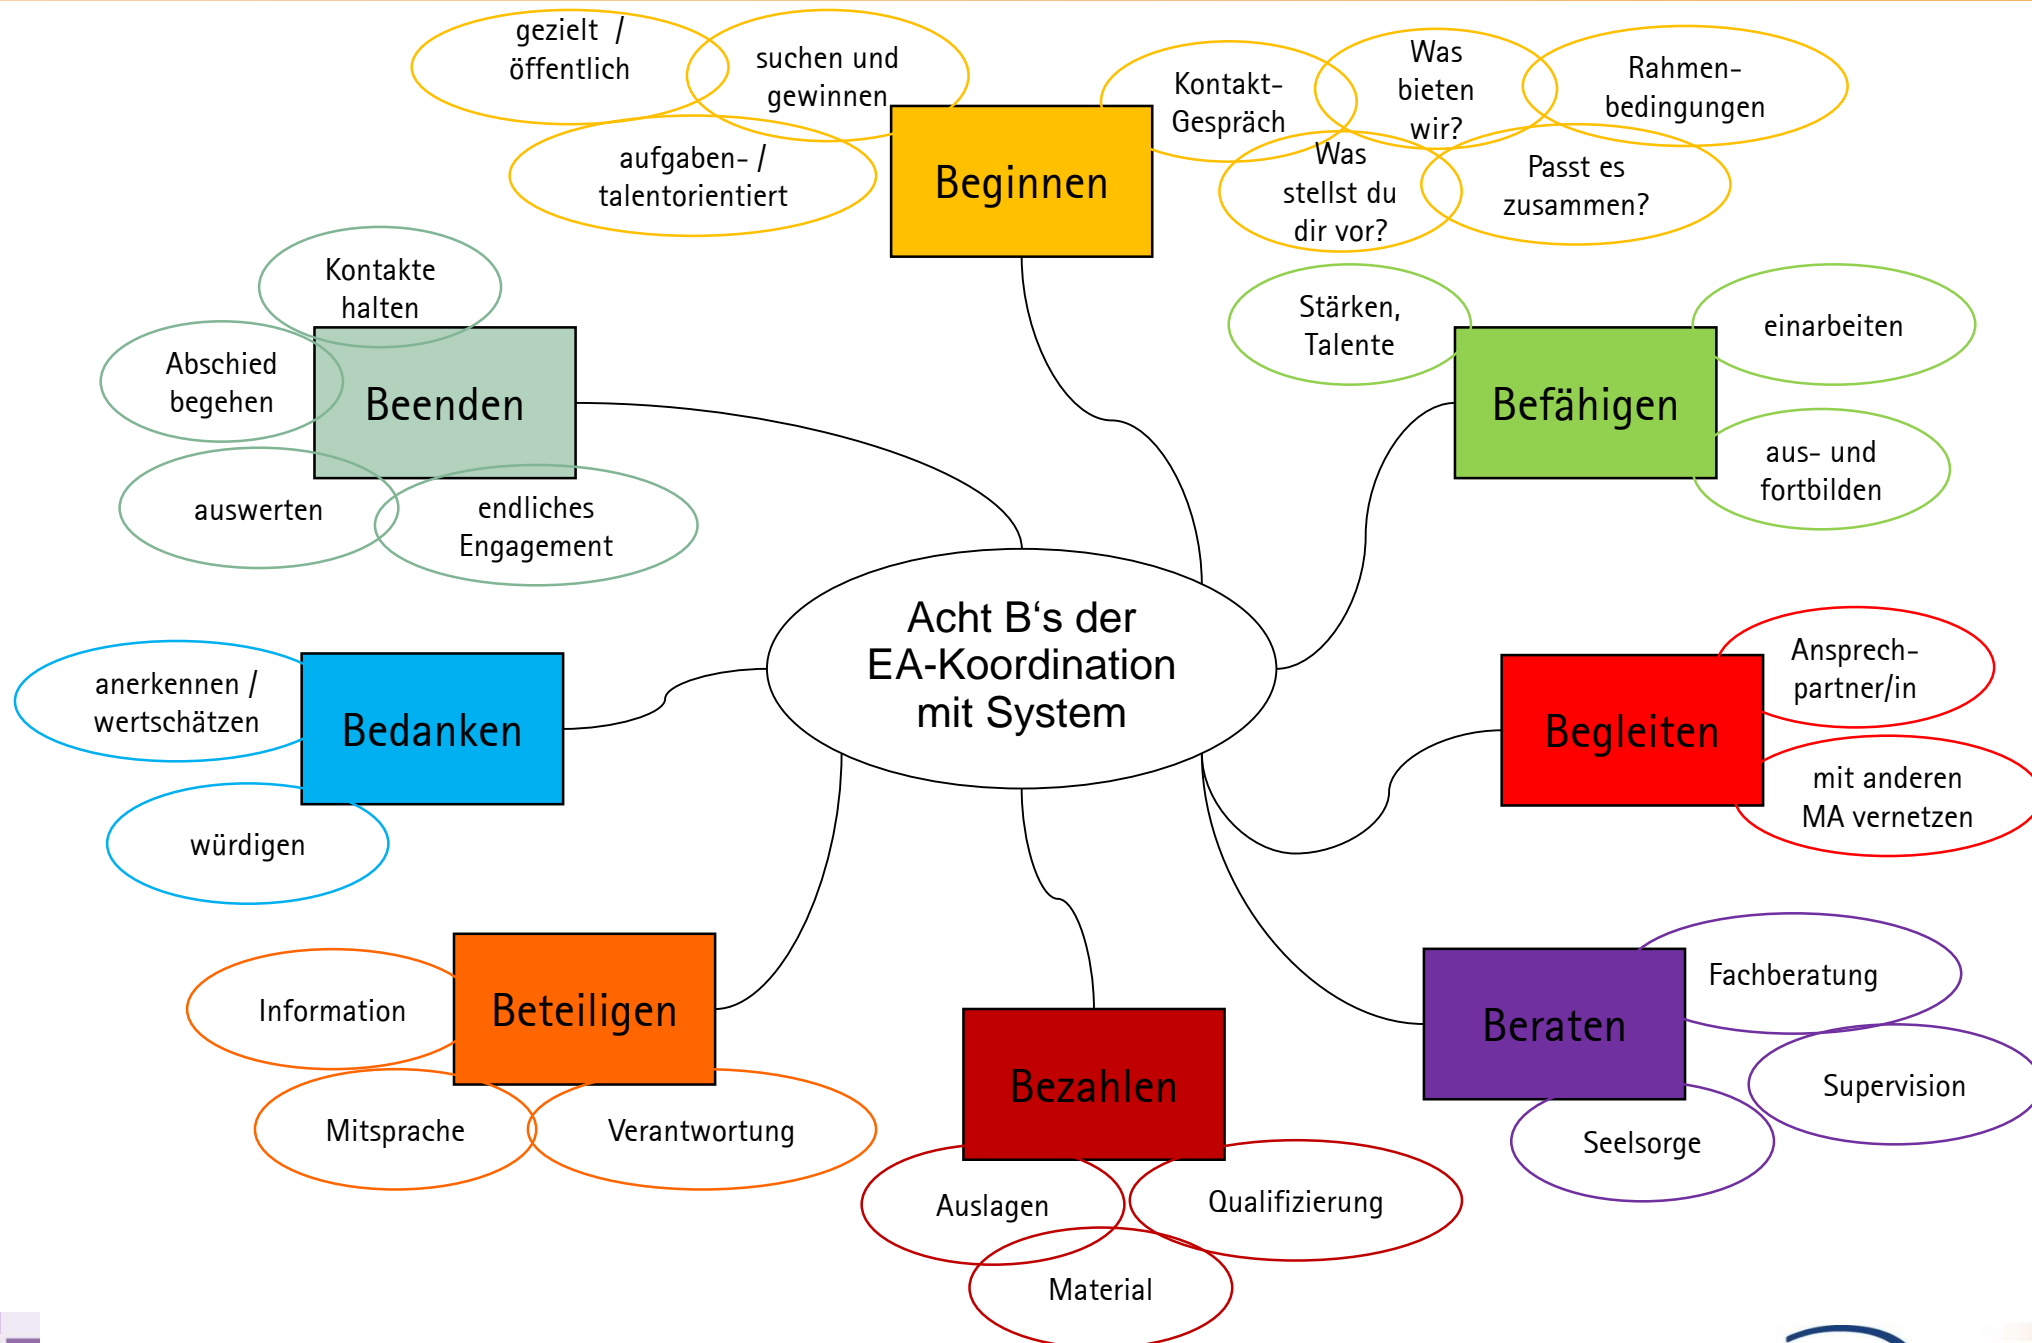 gezielt /
öffentlich
suchen und
gewinnen
aufgaben- /
talentorientiert
Beginnen
Kontakt-
Gespräch
Was
bieten
wir?
Rahmen-
bedingungen
Was
stellst du
dir vor?
Passt es
zusammen?
Kontakte
halten
Abschied
begehen
Beenden
auswerten
endliches
Engagement
Stärken,
Talente
einarbeiten
Befähigen
aus- und
fortbilden
Acht B‘s der
EA-Koordination
mit System
anerkennen /
wertschätzen
Bedanken
würdigen
Ansprech-
partner/in
Begleiten
mit anderen
MA vernetzen
Information
Beteiligen
Mitsprache
Verantwortung
Bezahlen
Auslagen
Qualifizierung
Material
Fachberatung
Beraten
Supervision
Seelsorge